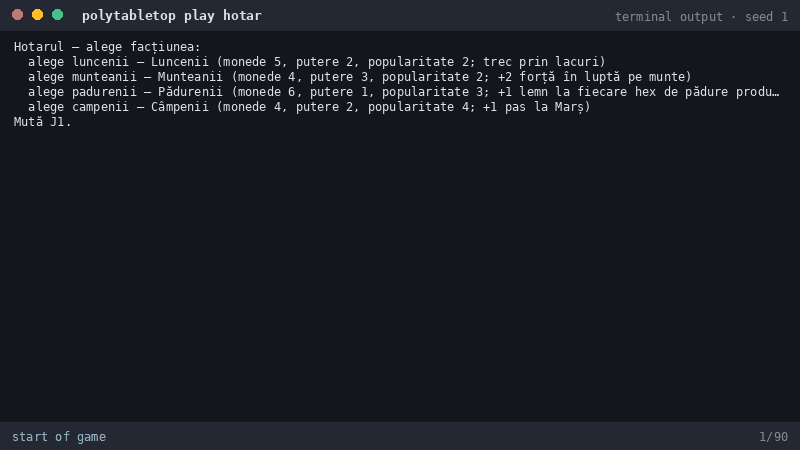 polytabletop play hotar
terminal output · seed 1
Hotarul — alege facțiunea:
alege luncenii — Luncenii (monede 5, putere 2, popularitate 2; trec prin lacuri)
alege munteanii — Munteanii (monede 4, putere 3, popularitate 2; +2 forță în luptă pe munte)
alege padurenii — Pădurenii (monede 6, putere 1, popularitate 3; +1 lemn la fiecare hex de pădure produ…
alege campenii — Câmpenii (monede 4, putere 2, popularitate 4; +1 pas la Marș)
Mută J1.
start of game
1/90